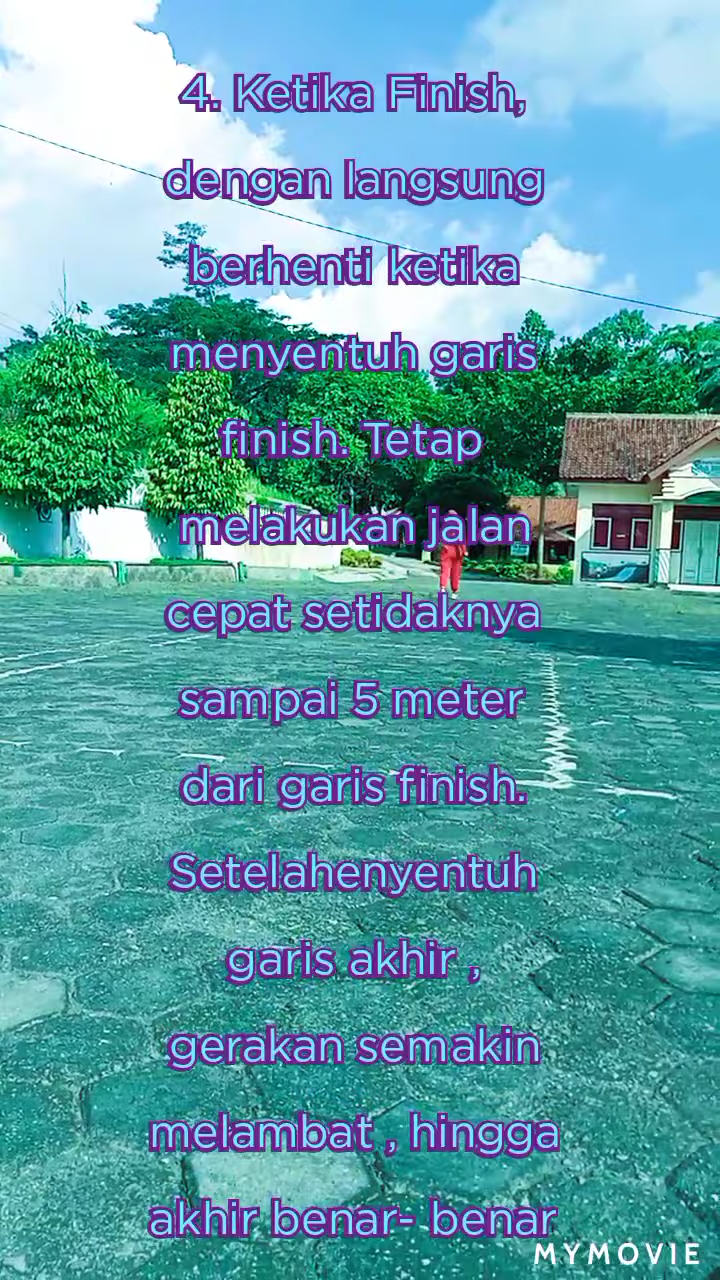 4. Ketika Finish,
dengan langsung
berhenti ketika
menyentuh garis
finish. Tetap
melakukan jalan
cepat setidaknya
sampai 5 meter
dari garis finish.
Setelahenyentuh
garis akhir ,
gerakan semakin
melambat , hingga
akhir benar- benar
MYMOVIE